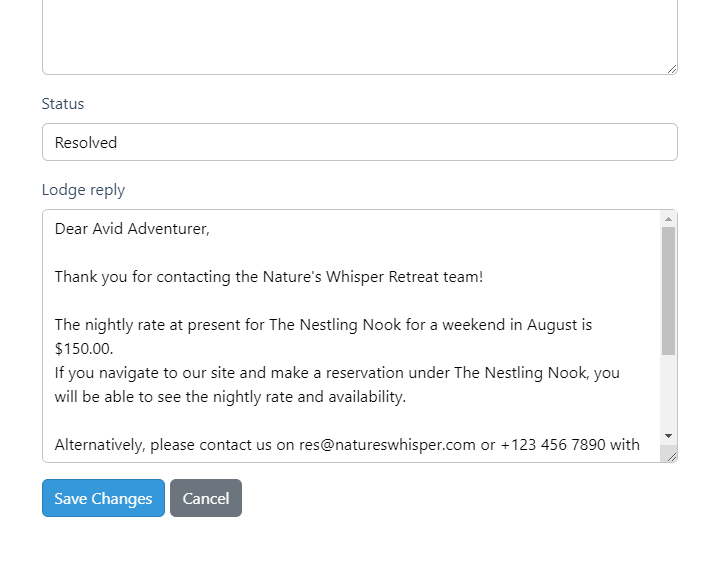 Status
Resolved
Lodge reply
Dear Avid Adventurer,
Thank you for contacting the Nature's Whisper Retreat team!
The nightly rate at present for The Nestling Nook for a weekend in August is
$150.00.
If you navigate to our site and make a reservation under The Nestling Nook, you
will be able to see the nightly rate and availability.
Alternatively, please contact us on res@natureswhisper.com or +123 456 7890 with
Save Changes Cancel